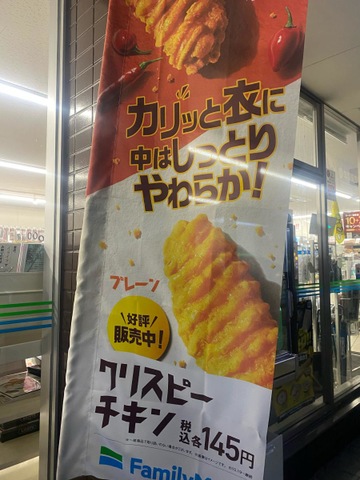 カリッと衣に
中はしっとり
やわらか!
プレーン
好評
販売中!
クリスピー
チキン
税込各145円
FamilyM